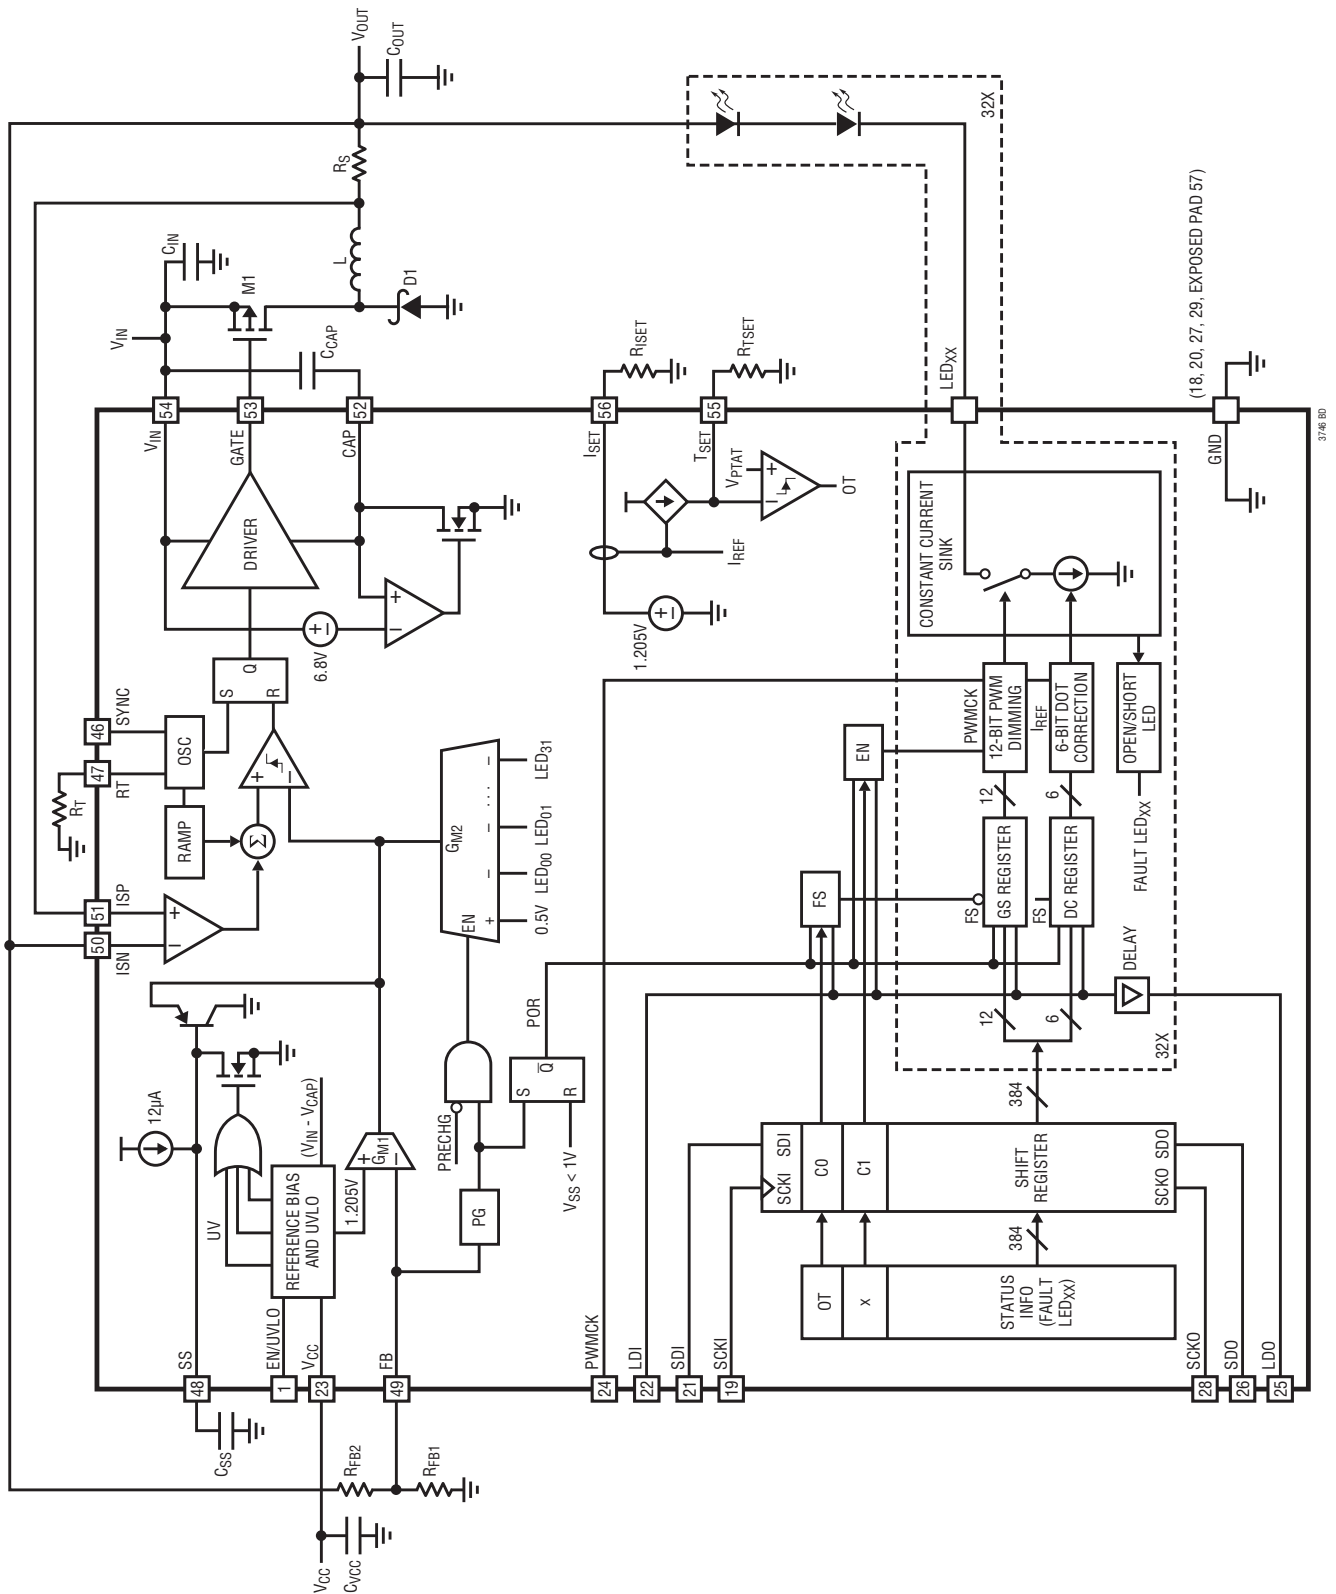 VIN
CIN
M1
L
D1
RS
VOUT
COUT
CCAP
54
53
52
VIN
GATE
CAP
DRIVER
6.8V
+
−
+
−
S
Q
R
SYNC
46
47
RT
RT
OSC
RAMP
Σ
+
−
51
50
ISP
ISN
+
−
12µA
SS
48
CSS
UV
(VIN - VCAP)
REFERENCE BIAS
AND UVLO
EN/UVLO
1
VCC
23
VCC
CVCC
1.205V
+
GM1
−
FB
49
RFB2
RFB1
PG
PRECHG
EN
GM2
+
−
−
...
−
0.5V
LED00
LED01
LED31
POR
S
Q
R
VSS < 1V
56
ISET
RISET
55
TSET
RTSET
1.205V
+
−
IREF
VPTAT
+
−
OT
32X
LEDXX
(18, 20, 27, 29, EXPOSED PAD 57)
GND
CONSTANT CURRENT
SINK
PWMCK
12-BIT PWM
DIMMING
IREF
6-BIT DOT
CORRECTION
OPEN/SHORT
LED
FAULT LEDXX
12
6
EN
FS
FS
GS REGISTER
FS
DC REGISTER
DELAY
12
6
32X
384
SCKI
SDI
C0
C1
SHIFT
REGISTER
SCKO
SDO
384
OT
x
STATUS
INFO
(FAULT
LEDXX)
PWMCK
24
LDI
22
SDI
21
SCKI
19
SCKO
28
SDO
26
LDO
25
3746 BD